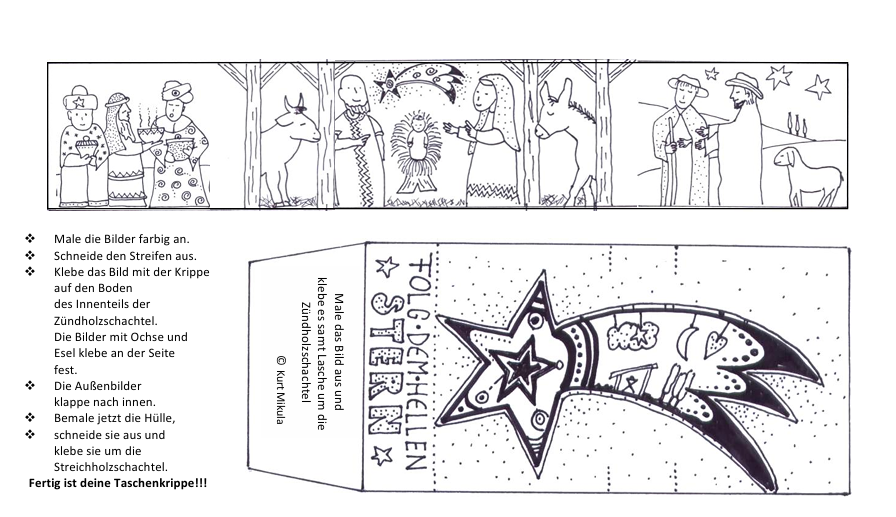 ❖ Male die Bilder farbig an.
❖ Schneide den Streifen aus.
❖ Klebe das Bild mit der Krippe
auf den Boden
des Innenteils der
Zündholzschachtel.
Die Bilder mit Ochse und
Esel klebe an der Seite
fest.
❖ Die Außenbilder
klappe nach innen.
❖ Bemale jetzt die Hülle,
❖ schneide sie aus und
klebe sie um die
Streichholzschachtel.
Fertig ist deine Taschenkrippe!!!
Male das Bild aus und
klebe es samt Lasche um die
Zündholzschachtel
© Kurt Mikula
FOLG·DEM·HELLEN
STERN